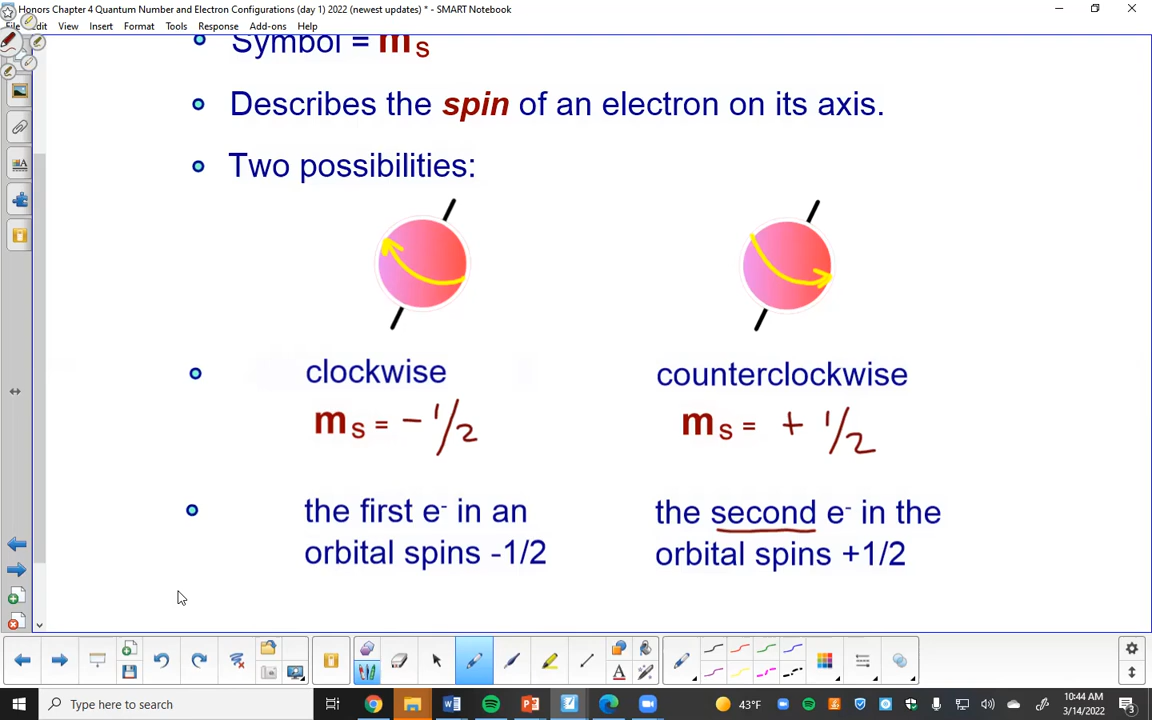 Honors Chapter 4 Quantum Number and Electron Configurations (day 1) 2022 (newest updates) * - SMART Notebook
Edit View Insert Format Tools Response Add-ons Help
Symbol = ms
Describes the spin of an electron on its axis.
Two possibilities:
clockwise
counterclockwise
ms = - 1/2
ms = + 1/2
the first e- in an
orbital spins -1/2
the second e- in the
orbital spins +1/2
Type here to search
43°F
10:44 AM
3/14/2022
3